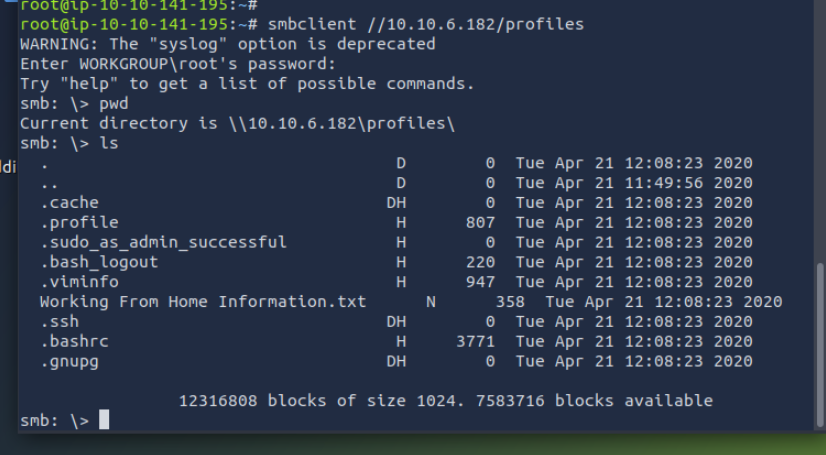 root@ip-10-10-141-195:~#
root@ip-10-10-141-195:~# smbclient //10.10.6.182/profiles
WARNING: The "syslog" option is deprecated
Enter WORKGROUP\root's password:
Try "help" to get a list of possible commands.
smb: \> pwd
Current directory is \\10.10.6.182\profiles\
smb: \> ls
. D 0 Tue Apr 21 12:08:23 2020
.. D 0 Tue Apr 21 11:49:56 2020
.cache DH 0 Tue Apr 21 12:08:23 2020
.profile H 807 Tue Apr 21 12:08:23 2020
.sudo_as_admin_successful H 0 Tue Apr 21 12:08:23 2020
.bash_logout H 220 Tue Apr 21 12:08:23 2020
.viminfo H 947 Tue Apr 21 12:08:23 2020
Working From Home Information.txt N 358 Tue Apr 21 12:08:23 2020
.ssh DH 0 Tue Apr 21 12:08:23 2020
.bashrc H 3771 Tue Apr 21 12:08:23 2020
.gnupg DH 0 Tue Apr 21 12:08:23 2020
12316808 blocks of size 1024. 7583716 blocks available
smb: \>